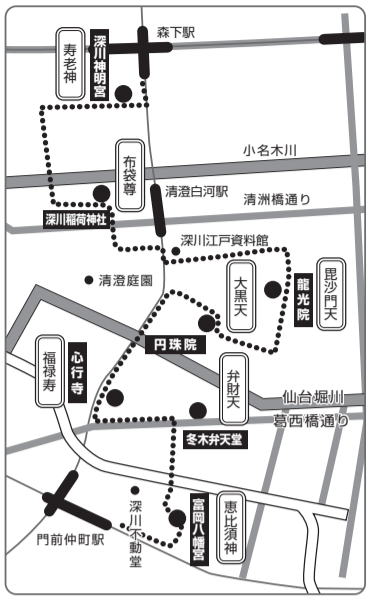 森下駅
寿老神
深川神明宮
布袋尊
小名木川
清澄白河駅
清洲橋通り
深川稲荷神社
深川江戸資料館
清澄庭園
大黒天
龍光院
毘沙門天
円珠院
福禄寿
心行寺
弁財天
仙台堀川
葛西橋通り
冬木弁天堂
深川不動堂
富岡八幡宮
恵比須神
門前仲町駅